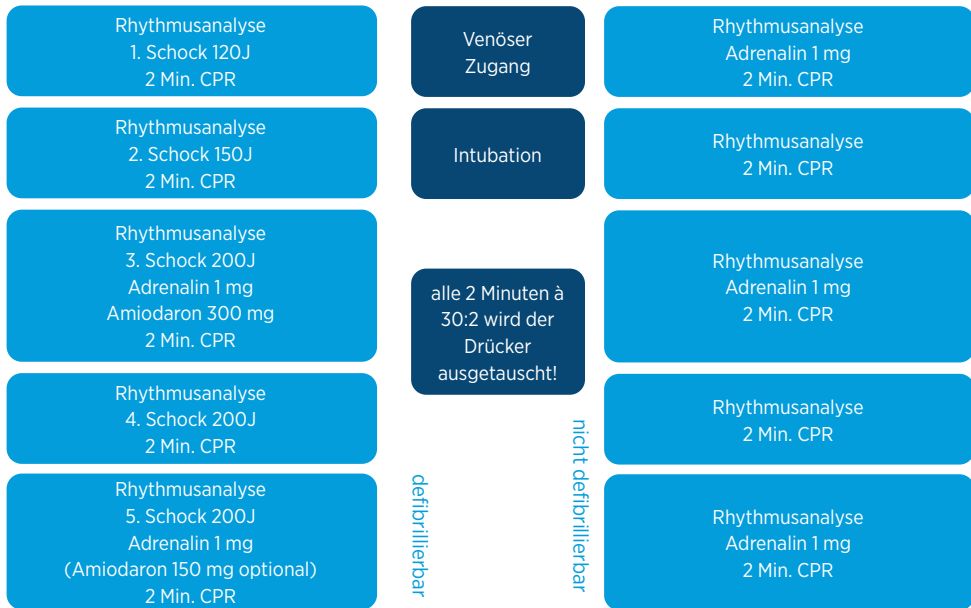 Rhythmusanalyse
1. Schock 120J
2 Min. CPR
Rhythmusanalyse
2. Schock 150J
2 Min. CPR
Rhythmusanalyse
3. Schock 200J
Adrenalin 1 mg
Amiodaron 300 mg
2 Min. CPR
Rhythmusanalyse
4. Schock 200J
2 Min. CPR
Rhythmusanalyse
5. Schock 200J
Adrenalin 1 mg
(Amiodaron 150 mg optional)
2 Min. CPR
defibrillierbar
Venöser
Zugang
Intubation
alle 2 Minuten à
30:2 wird der
Drücker
ausgetauscht!
nicht defibrillierbar
Rhythmusanalyse
Adrenalin 1 mg
2 Min. CPR
Rhythmusanalyse
2 Min. CPR
Rhythmusanalyse
Adrenalin 1 mg
2 Min. CPR
Rhythmusanalyse
2 Min. CPR
Rhythmusanalyse
Adrenalin 1 mg
2 Min. CPR